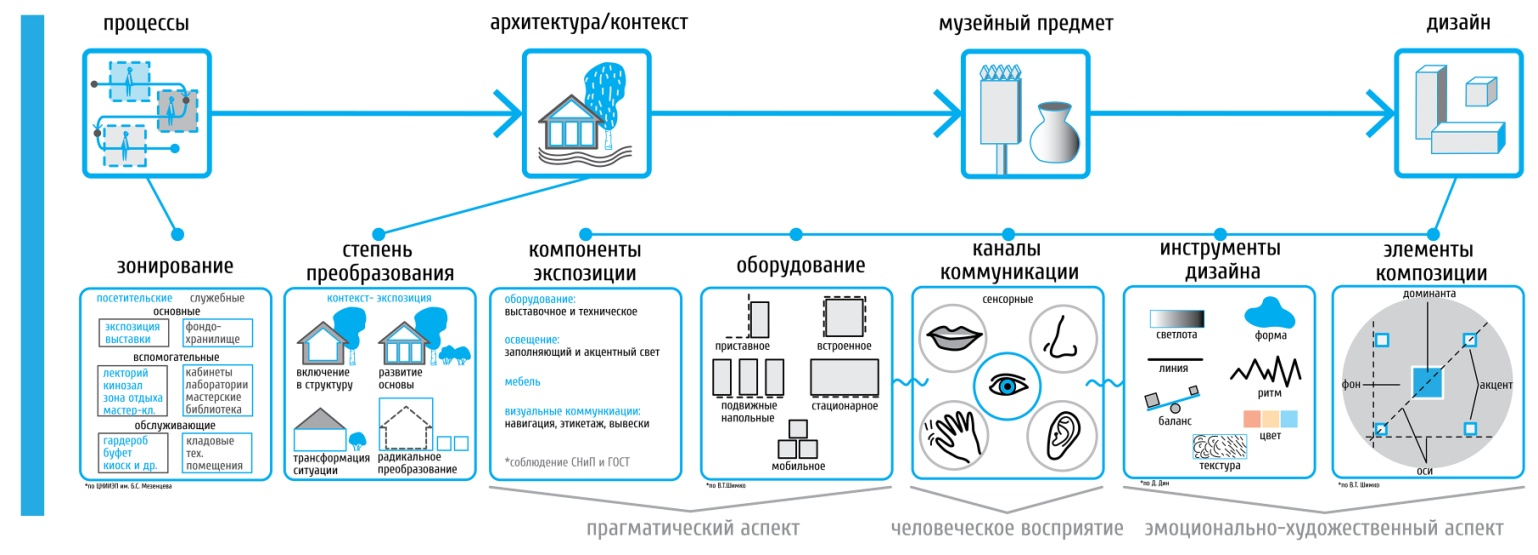 процессы
архитектура/контекст
музейный предмет
дизайн
зонирование
посетительские служебные
основные
экспозиция
выставки
фондо-
хранилище
вспомогательные
лекторий
кинозал
зона отдыха
мастер-кл.
кабинеты
лаборатории
мастерские
библиотека
обслуживающие
гардероб
буфет
киоск и др.
кладовые
тех.
помещения
*по ЦНИИЭП им. Б.С. Мезенцева
степень
преобразования
контекст- экспозиция
включение
в структуру
развитие
основы
трансформация
ситуации
радикальное
преобразование
компоненты
экспозиции
оборудование:
выставочное и техническое
освещение:
заполняющий и акцентный свет
мебель
визуальные коммункиации:
навигация, этикетаж, вывески
*соблюдение СНиП и ГОСТ
оборудование
приставное
встроенное
подвижные
напольные
стационарное
мобильное
*по В.Т.Шимко
каналы
коммуникации
сенсорные
инструменты
дизайна
светлота
форма
линия
ритм
баланс
цвет
текстура
*по Д. Дин
элементы
композиции
доминанта
фон
акцент
оси
*по В.Т. Шимко
прагматический аспект
человеческое восприятие
эмоционально-художественный аспект